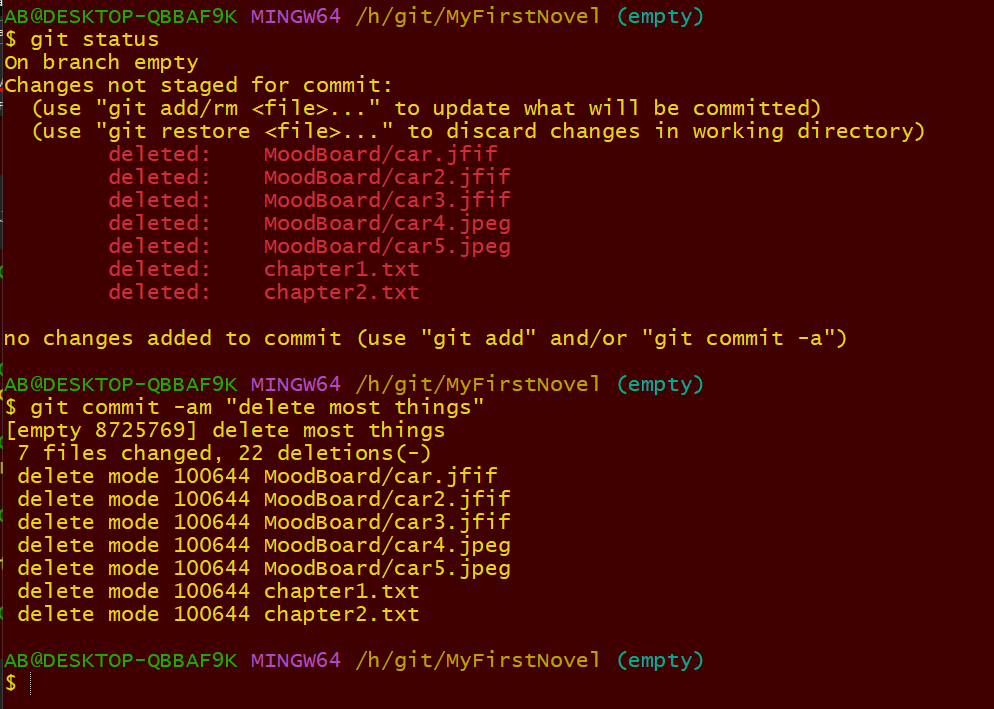 AB@DESKTOP-QBBAF9K MINGW64 /h/git/MyFirstNovel (empty)
$ git status
On branch empty
Changes not staged for commit:
  (use "git add/rm <file>..." to update what will be committed)
  (use "git restore <file>..." to discard changes in working directory)
        deleted:    MoodBoard/car.jfif
        deleted:    MoodBoard/car2.jfif
        deleted:    MoodBoard/car3.jfif
        deleted:    MoodBoard/car4.jpeg
        deleted:    MoodBoard/car5.jpeg
        deleted:    chapter1.txt
        deleted:    chapter2.txt

no changes added to commit (use "git add" and/or "git commit -a")

AB@DESKTOP-QBBAF9K MINGW64 /h/git/MyFirstNovel (empty)
$ git commit -am "delete most things"
[empty 8725769] delete most things
 7 files changed, 22 deletions(-)
 delete mode 100644 MoodBoard/car.jfif
 delete mode 100644 MoodBoard/car2.jfif
 delete mode 100644 MoodBoard/car3.jfif
 delete mode 100644 MoodBoard/car4.jpeg
 delete mode 100644 MoodBoard/car5.jpeg
 delete mode 100644 chapter1.txt
 delete mode 100644 chapter2.txt

AB@DESKTOP-QBBAF9K MINGW64 /h/git/MyFirstNovel (empty)
$